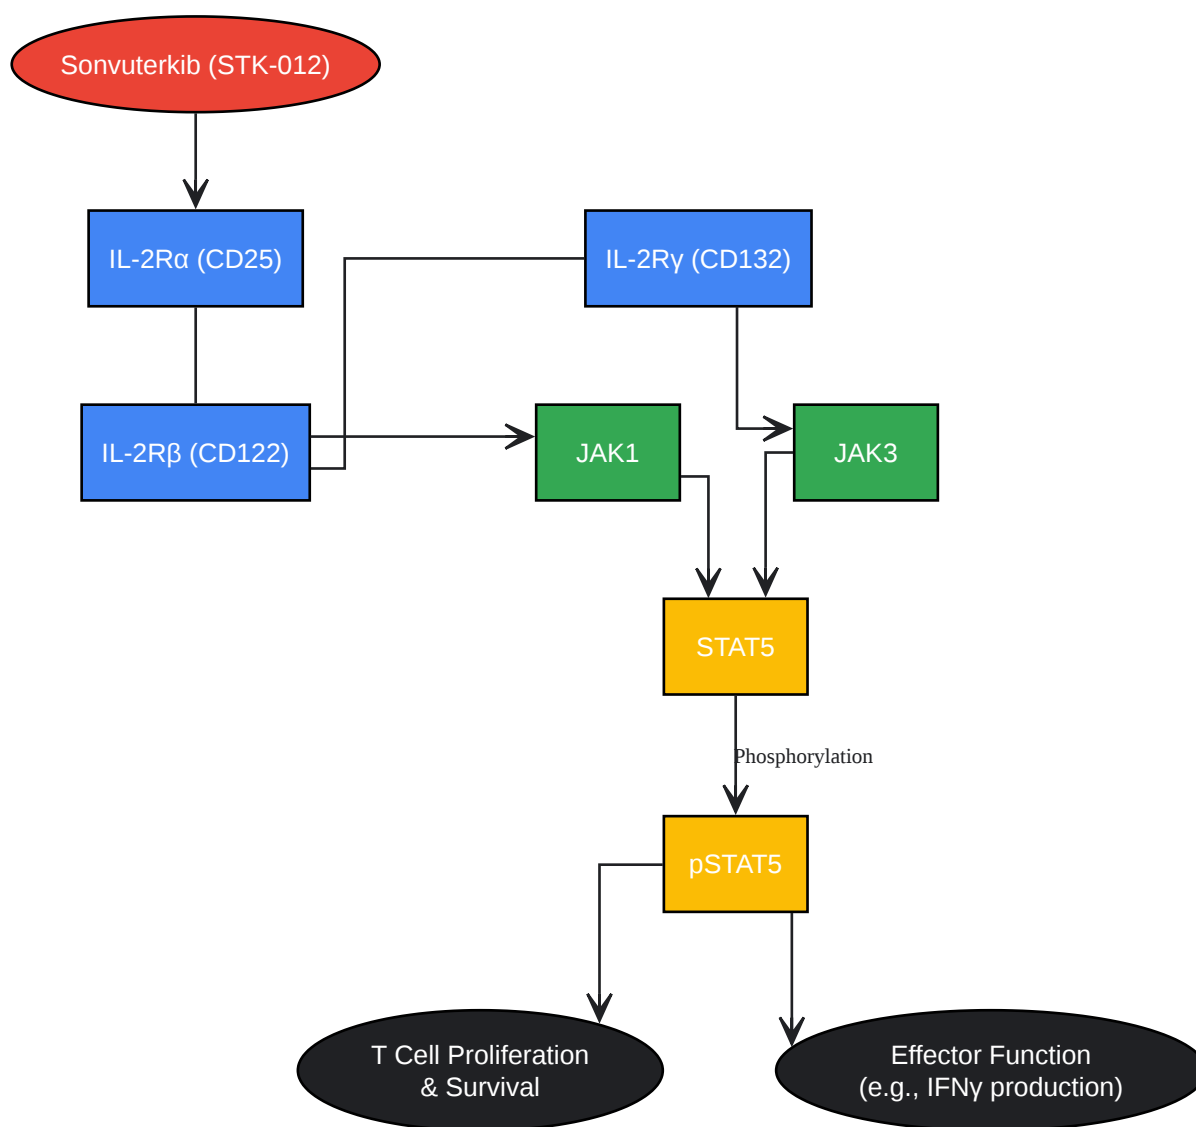 Sonvuterkib (STK-012)
IL-2Rα (CD25)
IL-2Rγ (CD132)
IL-2Rβ (CD122)
JAK1
JAK3
STAT5
Phosphorylation
pSTAT5
T Cell Proliferation
& Survival
Effector Function
(e.g., IFNγ production)